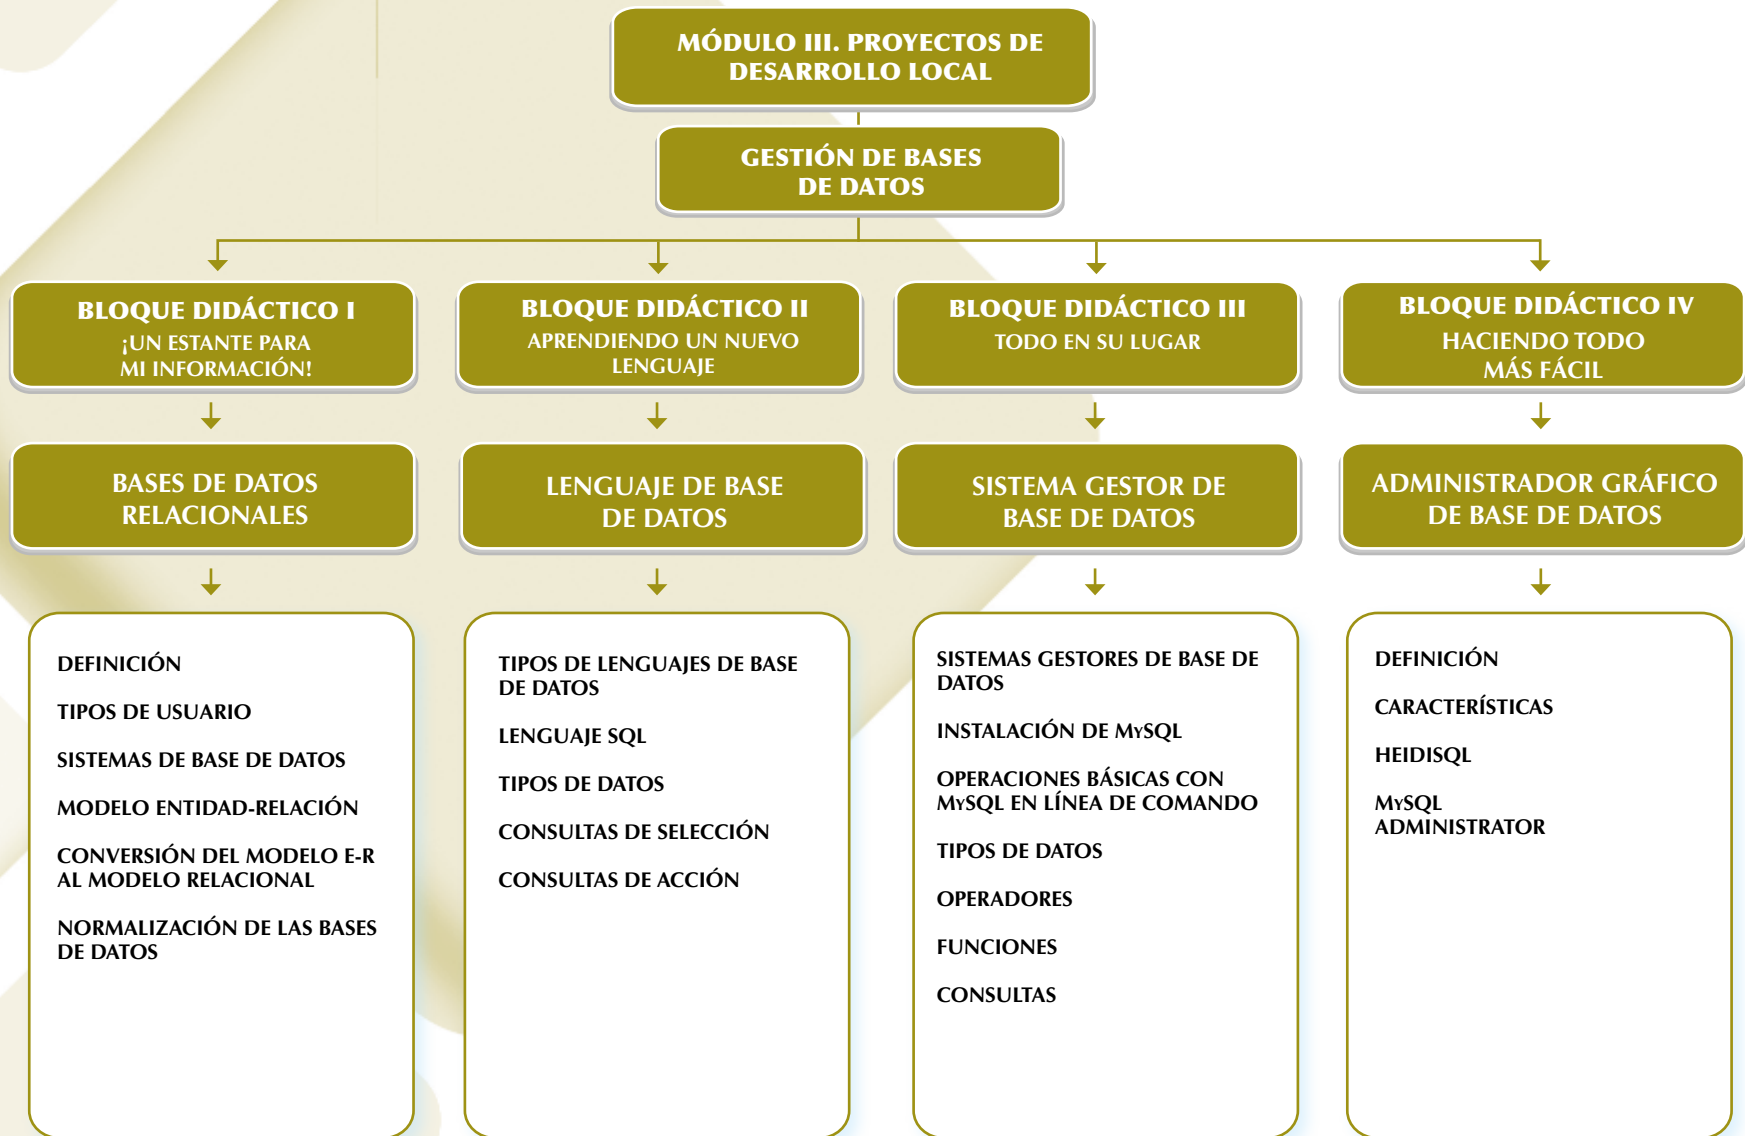 MÓDULO III. PROYECTOS DE
DESARROLLO LOCAL
GESTIÓN DE BASES
DE DATOS
BLOQUE DIDÁCTICO I
¡UN ESTANTE PARA
MI INFORMACIÓN!
BASES DE DATOS
RELACIONALES
DEFINICIÓN
TIPOS DE USUARIO
SISTEMAS DE BASE DE DATOS
MODELO ENTIDAD-RELACIÓN
CONVERSIÓN DEL MODELO E-R
AL MODELO RELACIONAL
NORMALIZACIÓN DE LAS BASES
DE DATOS
BLOQUE DIDÁCTICO II
APRENDIENDO UN NUEVO
LENGUAJE
LENGUAJE DE BASE
DE DATOS
TIPOS DE LENGUAJES DE BASE
DE DATOS
LENGUAJE SQL
TIPOS DE DATOS
CONSULTAS DE SELECCIÓN
CONSULTAS DE ACCIÓN
BLOQUE DIDÁCTICO III
TODO EN SU LUGAR
SISTEMA GESTOR DE
BASE DE DATOS
SISTEMAS GESTORES DE BASE DE
DATOS
INSTALACIÓN DE MySQL
OPERACIONES BÁSICAS CON
MySQL EN LÍNEA DE COMANDO
TIPOS DE DATOS
OPERADORES
FUNCIONES
CONSULTAS
BLOQUE DIDÁCTICO IV
HACIENDO TODO
MÁS FÁCIL
ADMINISTRADOR GRÁFICO
DE BASE DE DATOS
DEFINICIÓN
CARACTERÍSTICAS
HEIDISQL
MySQL
ADMINISTRATOR